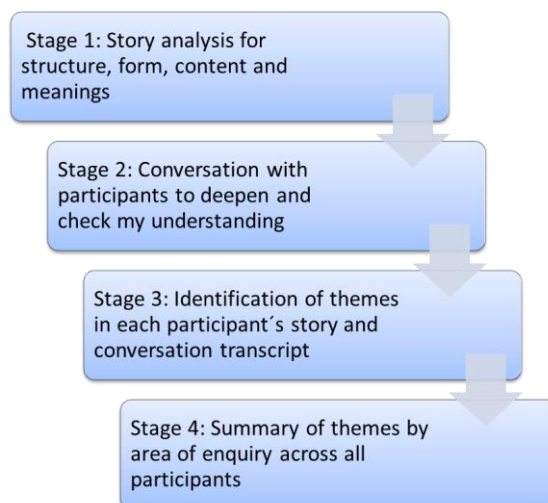 Stage 1: Story analysis for
structure, form, content and
meanings
Stage 2: Conversation with
participants to deepen and
check my understanding
Stage 3: Identification of themes
in each participant´s story and
conversation transcript
Stage 4: Summary of themes by
area of enquiry across all
participants